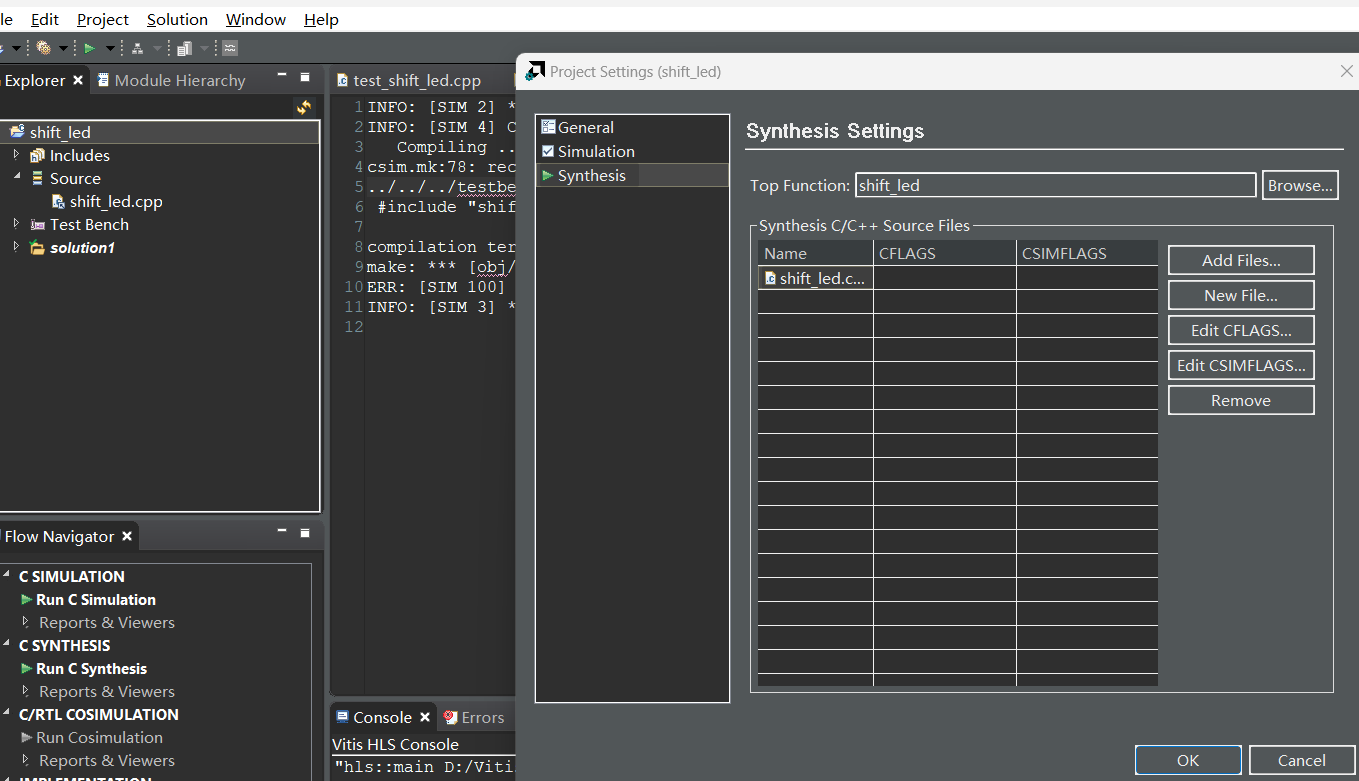 le Edit Project Solution Window Help
Explorer Module Hierarchy
shift_led
Includes
Source
shift_led.cpp
Test Bench
solution1
Flow Navigator
C SIMULATION
Run C Simulation
Reports & Viewers
C SYNTHESIS
Run C Synthesis
Reports & Viewers
C/RTL COSIMULATION
Run Cosimulation
Reports & Viewers
IMPLEMENTATION
test_shift_led.cpp
1 INFO: [SIM 2] *
2 INFO: [SIM 4] C
3 Compiling ..
4 csim.mk:78: rec
5 ../../../testbe
6 #include "shif
7
8 compilation ter
9 make: *** [obj/
10 ERR: [SIM 100]
11 INFO: [SIM 3] *
12
Console Errors
Vitis HLS Console
"hls::main D:/Viti
Project Settings (shift_led)
General
Simulation
Synthesis
Synthesis Settings
Top Function: shift_led Browse...
Synthesis C/C++ Source Files
Name CFLAGS CSIMFLAGS
shift_led.c...
Add Files...
New File...
Edit CFLAGS...
Edit CSIMFLAGS...
Remove
OK Cancel